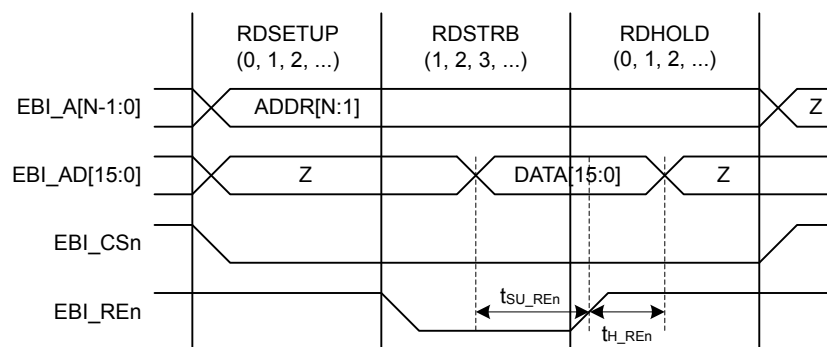 RDSETUP
(0, 1, 2, ...)
RDSTRB
(1, 2, 3, ...)
RDHOLD
(0, 1, 2, ...)
EBI_A[N-1:0]
ADDR[N:1]
Z
EBI_AD[15:0]
Z
DATA[15:0]
Z
EBI_CSn
EBI_REn
tSU_REn
tH_REn